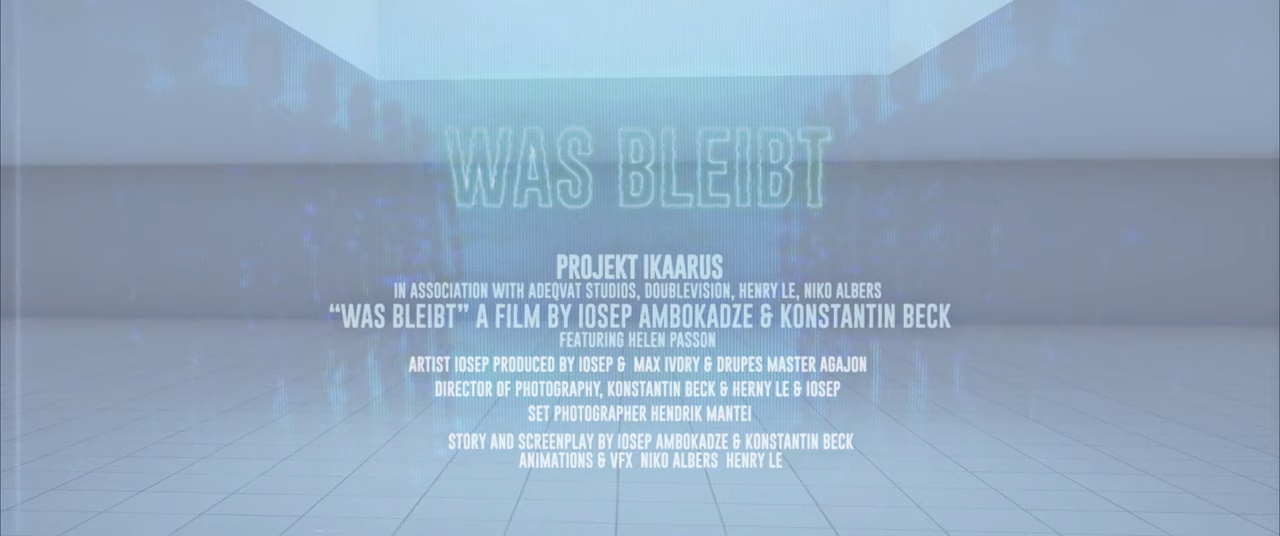 WAS BLEIBT
PROJEKT IKAARUS
IN ASSOCIATION WITH ADEQVAT STUDIOS, DOUBLEVISION, HENRY LE, NIKO ALBERS
“WAS BLEIBT” A FILM BY IOSEP AMBOKADZE & KONSTANTIN BECK
FEATURING HELEN PASSON
ARTIST IOSEP PRODUCED BY IOSEP & MAX IVORY & DRUPES MASTER AGAJON
DIRECTOR OF PHOTOGRAPHY, KONSTANTIN BECK & HERNY LE & IOSEP
SET PHOTOGRAPHER HENDRIK MANTEI
STORY AND SCREENPLAY BY IOSEP AMBOKADZE & KONSTANTIN BECK
ANIMATIONS & VFX NIKO ALBERS HENRY LE